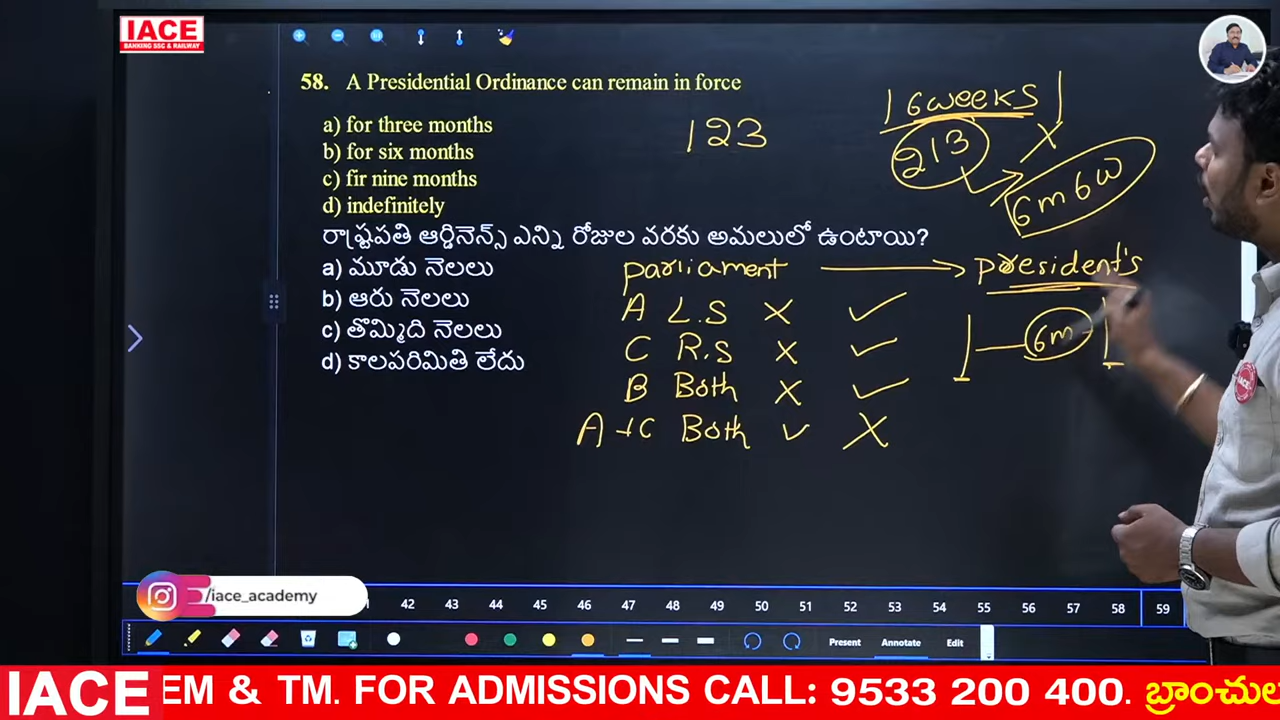 IACE
BANKING SSC & RAILWAY
58. A Presidential Ordinance can remain in force
a) for three months
b) for six months
c) fir nine months
d) indefinitely
రాష్ట్రపతి ఆర్డినెన్స్ ఎన్ని రోజుల వరకు అమలులో ఉంటాయి?
a) మూడు నెలలు
b) ఆరు నెలలు
c) తొమ్మిది నెలలు
d) కాలపరిమితి లేదు
123
6weeks
213
6m6w
parliament
president's
A L.S
C R.S
B Both
A+C Both
6m
/iace_academy
42 43 44 45 46 47 48 49 50 51 52 53 54 55 56 57 58 59
Present Annotate Edit
IACE
EM & TM. FOR ADMISSIONS CALL: 9533 200 400. బ్రాంచుల